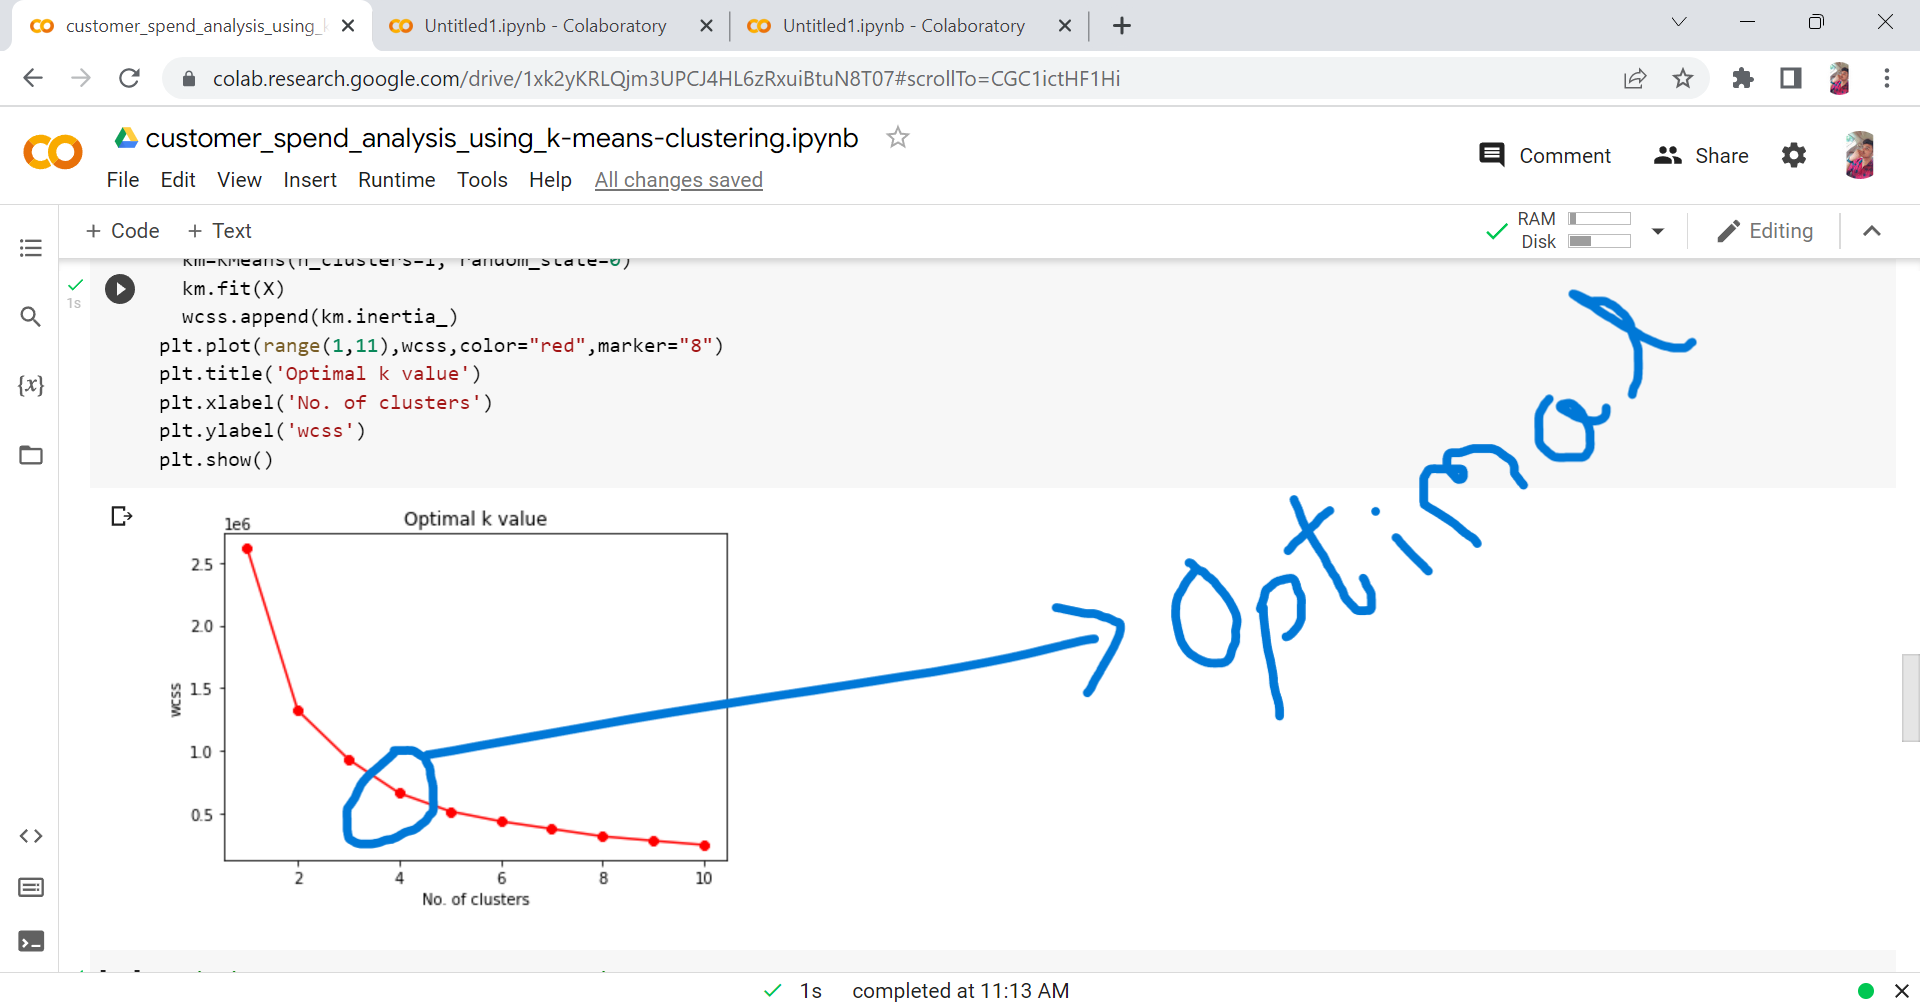 customer_spend_analysis_using_k
Untitled1.ipynb - Colaboratory
Untitled1.ipynb - Colaboratory
colab.research.google.com/drive/1xk2yKRLQjm3UPCJ4HL6zRxuiBtuN8T07#scrollTo=CGC1ictHF1Hi
customer_spend_analysis_using_k-means-clustering.ipynb
File Edit View Insert Runtime Tools Help All changes saved
Comment Share
+ Code + Text
RAM
Disk
Editing
km=KMeans(n_clusters=i, random_state=0)
1s
km.fit(X)
wcss.append(km.inertia_)
plt.plot(range(1,11),wcss,color="red",marker="8")
plt.title('Optimal k value')
plt.xlabel('No. of clusters')
plt.ylabel('wcss')
plt.show()
{x}
Optimal k value
1e6
2.5
2.0
1.5
1.0
0.5
wcss
2 4 6 8 10
No. of clusters
Optimal
1s completed at 11:13 AM